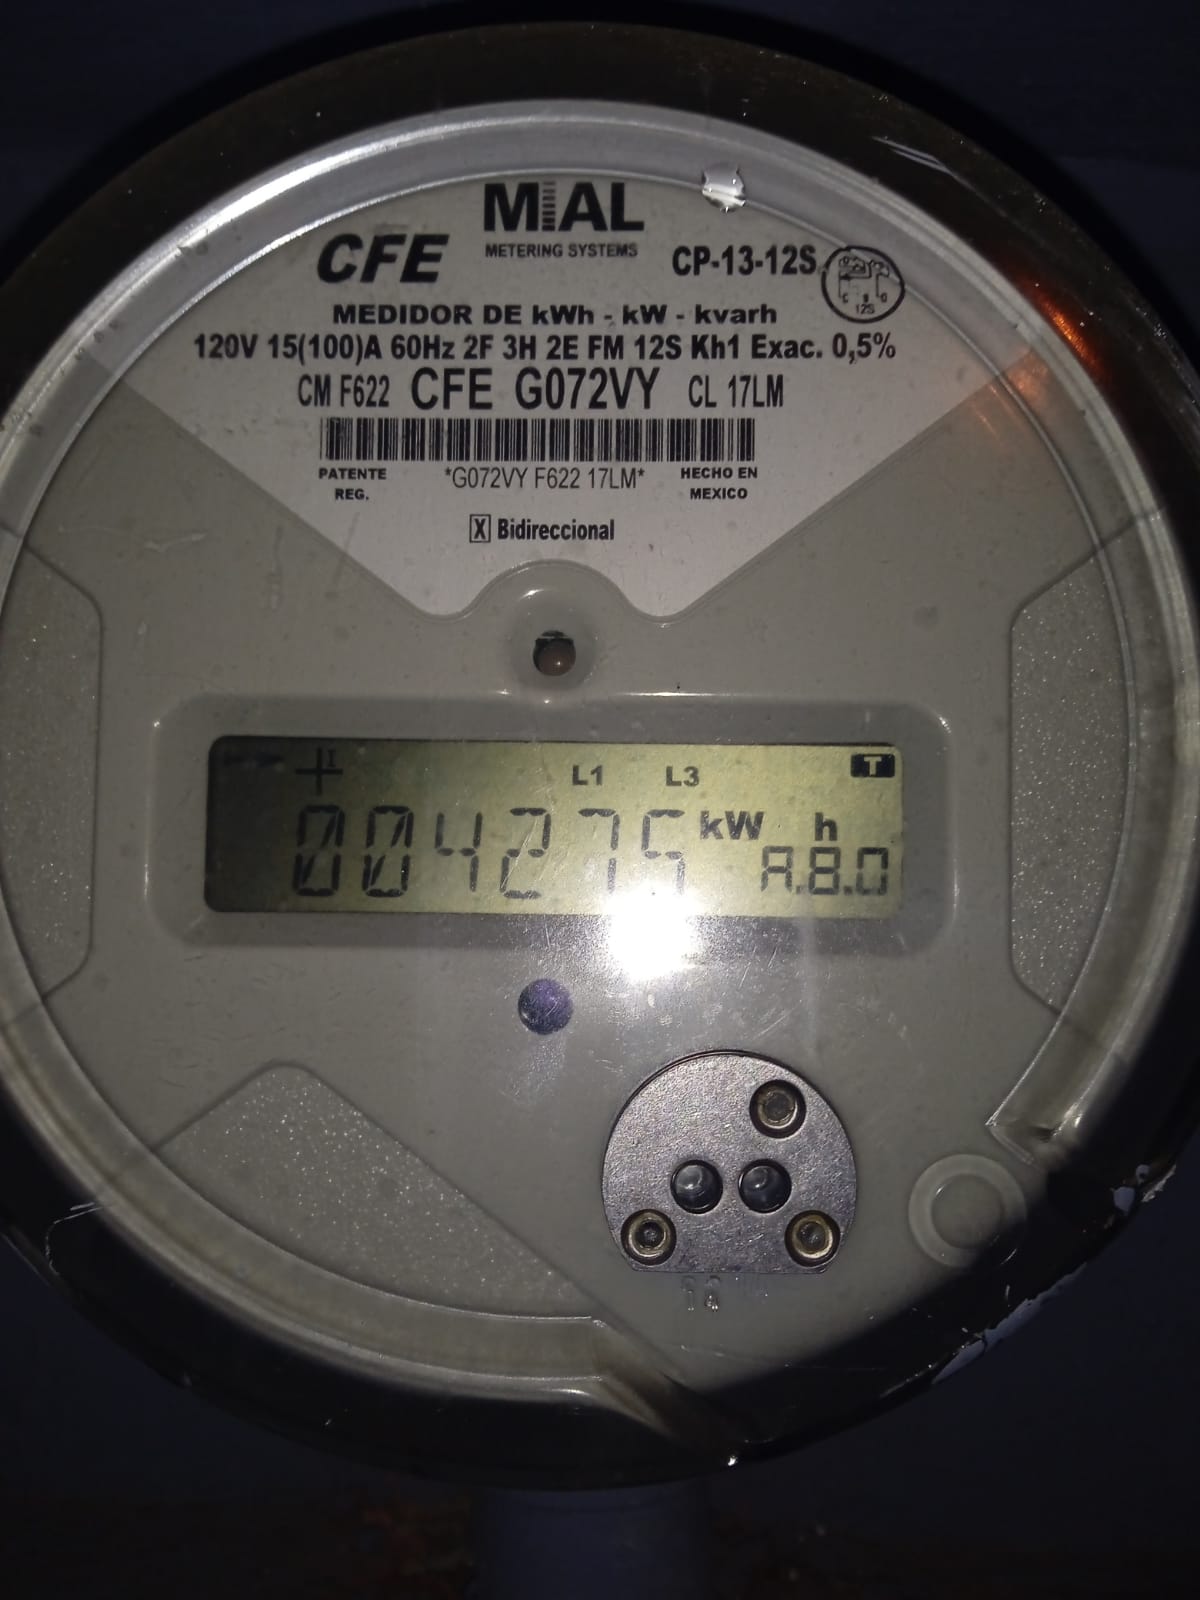 MIAL
METERING SYSTEMS
CFE
CP-13-12S
12S
MEDIDOR DE kWh - kW - kvarh
120V 15(100)A 60Hz 2F 3H 2E FM 12S Kh1 Exac. 0,5%
CM F622 CFE G072VY CL 17LM
PATENTE REG.
*G072VY F622 17LM*
HECHO EN MEXICO
X Bidireccional
L1 L3 T
004275 kW h A.8.0
14